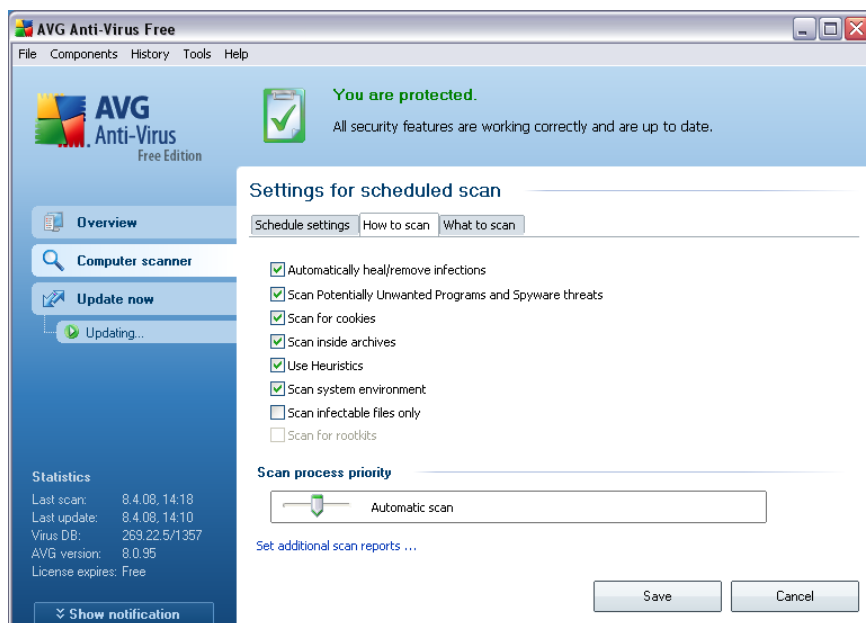 AVG Anti-Virus Free
File Components History Tools Help
AVG
Anti-Virus
Free Edition
You are protected.
All security features are working correctly and are up to date.
Settings for scheduled scan
Schedule settings How to scan What to scan
Overview
Computer scanner
Update now
Updating...
Automatically heal/remove infections
Scan Potentially Unwanted Programs and Spyware threats
Scan for cookies
Scan inside archives
Use Heuristics
Scan system environment
Scan infectable files only
Scan for rootkits
Scan process priority
Automatic scan
Set additional scan reports ...
Statistics
Last scan: 8.4.08, 14:18
Last update: 8.4.08, 14:10
Virus DB: 269.22.5/1357
AVG version: 8.0.95
License expires: Free
Show notification
Save Cancel